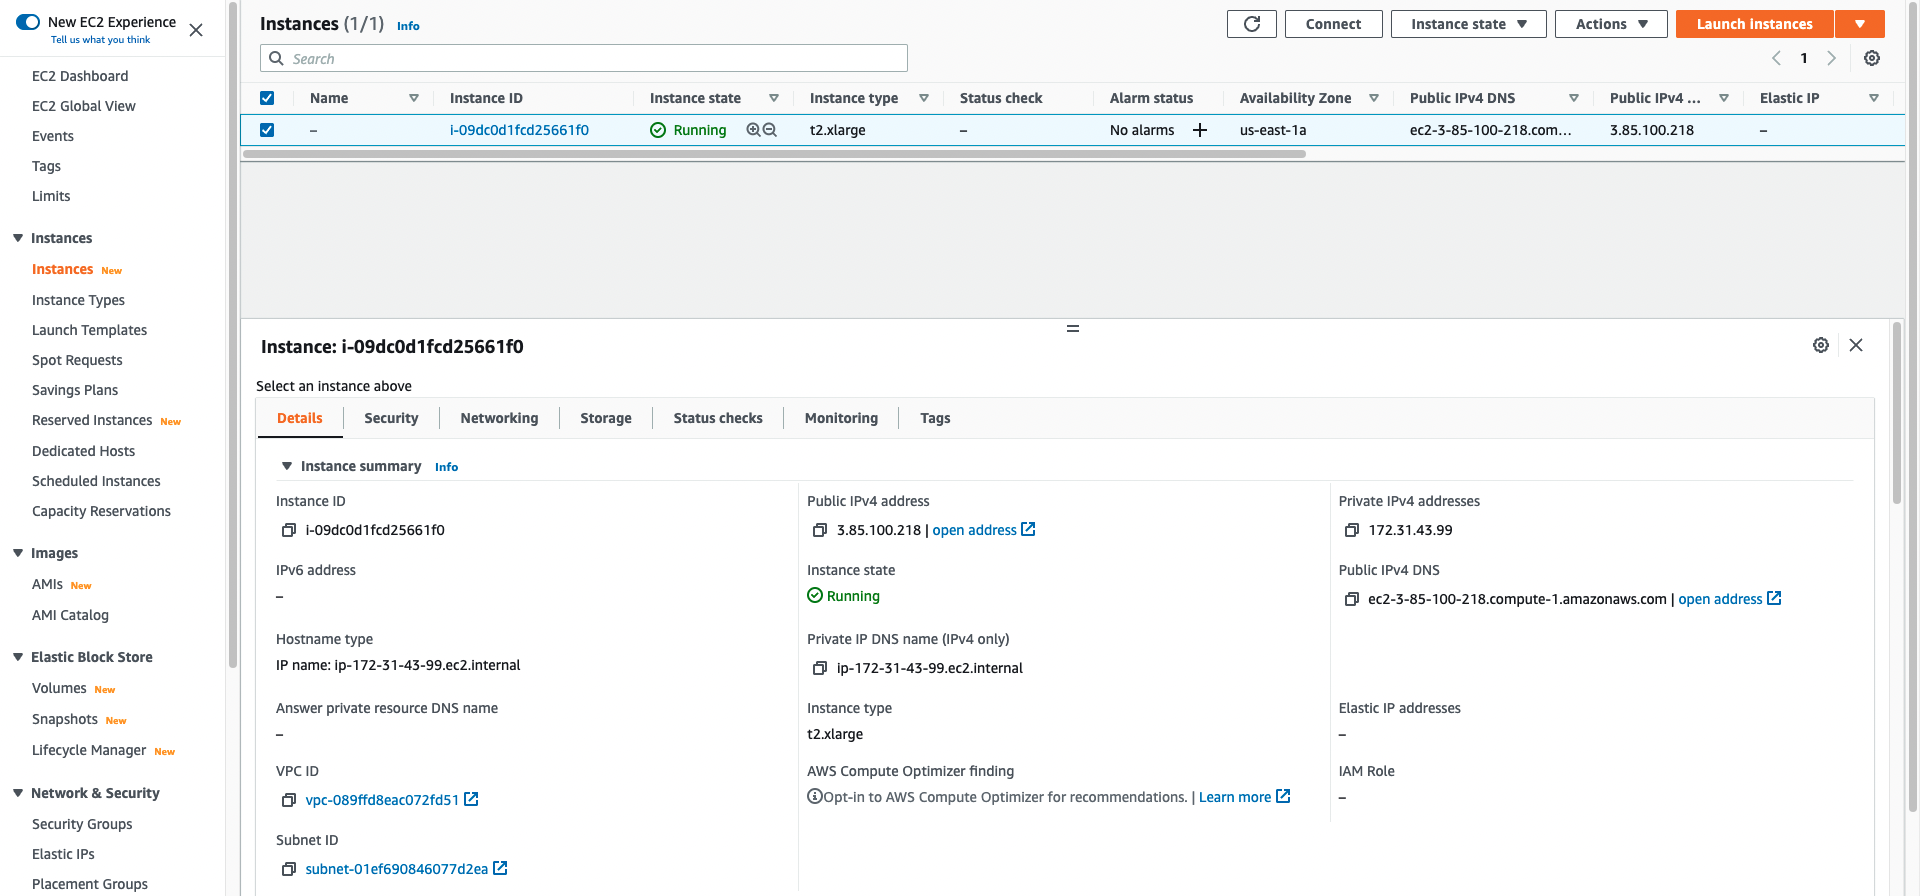 New EC2 Experience
Tell us what you think
EC2 Dashboard
EC2 Global View
Events
Tags
Limits
Instances
Instances New
Instance Types
Launch Templates
Spot Requests
Savings Plans
Reserved Instances New
Dedicated Hosts
Scheduled Instances
Capacity Reservations
Images
AMIs New
AMI Catalog
Elastic Block Store
Volumes New
Snapshots New
Lifecycle Manager New
Network & Security
Security Groups
Elastic IPs
Placement Groups
Instances (1/1) Info
Connect
Instance state
Actions
Launch instances
Search
1
Name Instance ID Instance state Instance type Status check Alarm status Availability Zone Public IPv4 DNS Public IPv4 ... Elastic IP
– i-09dc0d1fcd25661f0 Running t2.xlarge – No alarms + us-east-1a ec2-3-85-100-218.com... 3.85.100.218 –
Instance: i-09dc0d1fcd25661f0
Select an instance above
Details Security Networking Storage Status checks Monitoring Tags
Instance summary Info
Instance ID
i-09dc0d1fcd25661f0
Public IPv4 address
3.85.100.218 | open address
Private IPv4 addresses
172.31.43.99
IPv6 address
–
Instance state
Running
Public IPv4 DNS
ec2-3-85-100-218.compute-1.amazonaws.com | open address
Hostname type
IP name: ip-172-31-43-99.ec2.internal
Private IP DNS name (IPv4 only)
ip-172-31-43-99.ec2.internal
Answer private resource DNS name
–
Instance type
t2.xlarge
Elastic IP addresses
–
VPC ID
vpc-089ffd8eac072fd51
AWS Compute Optimizer finding
Opt-in to AWS Compute Optimizer for recommendations. | Learn more
IAM Role
–
Subnet ID
subnet-01ef690846077d2ea